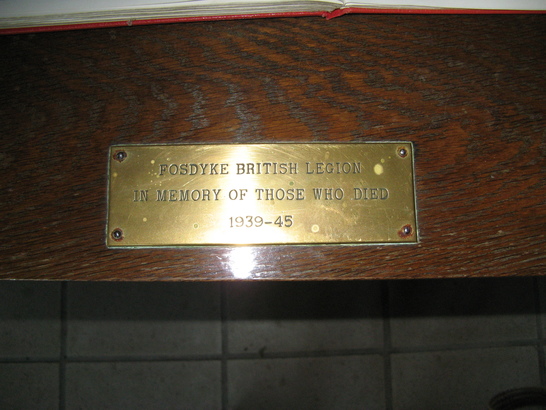 FOSDYKE BRITISH LEGION
IN MEMORY OF THOSE WHO DIED
1939-45